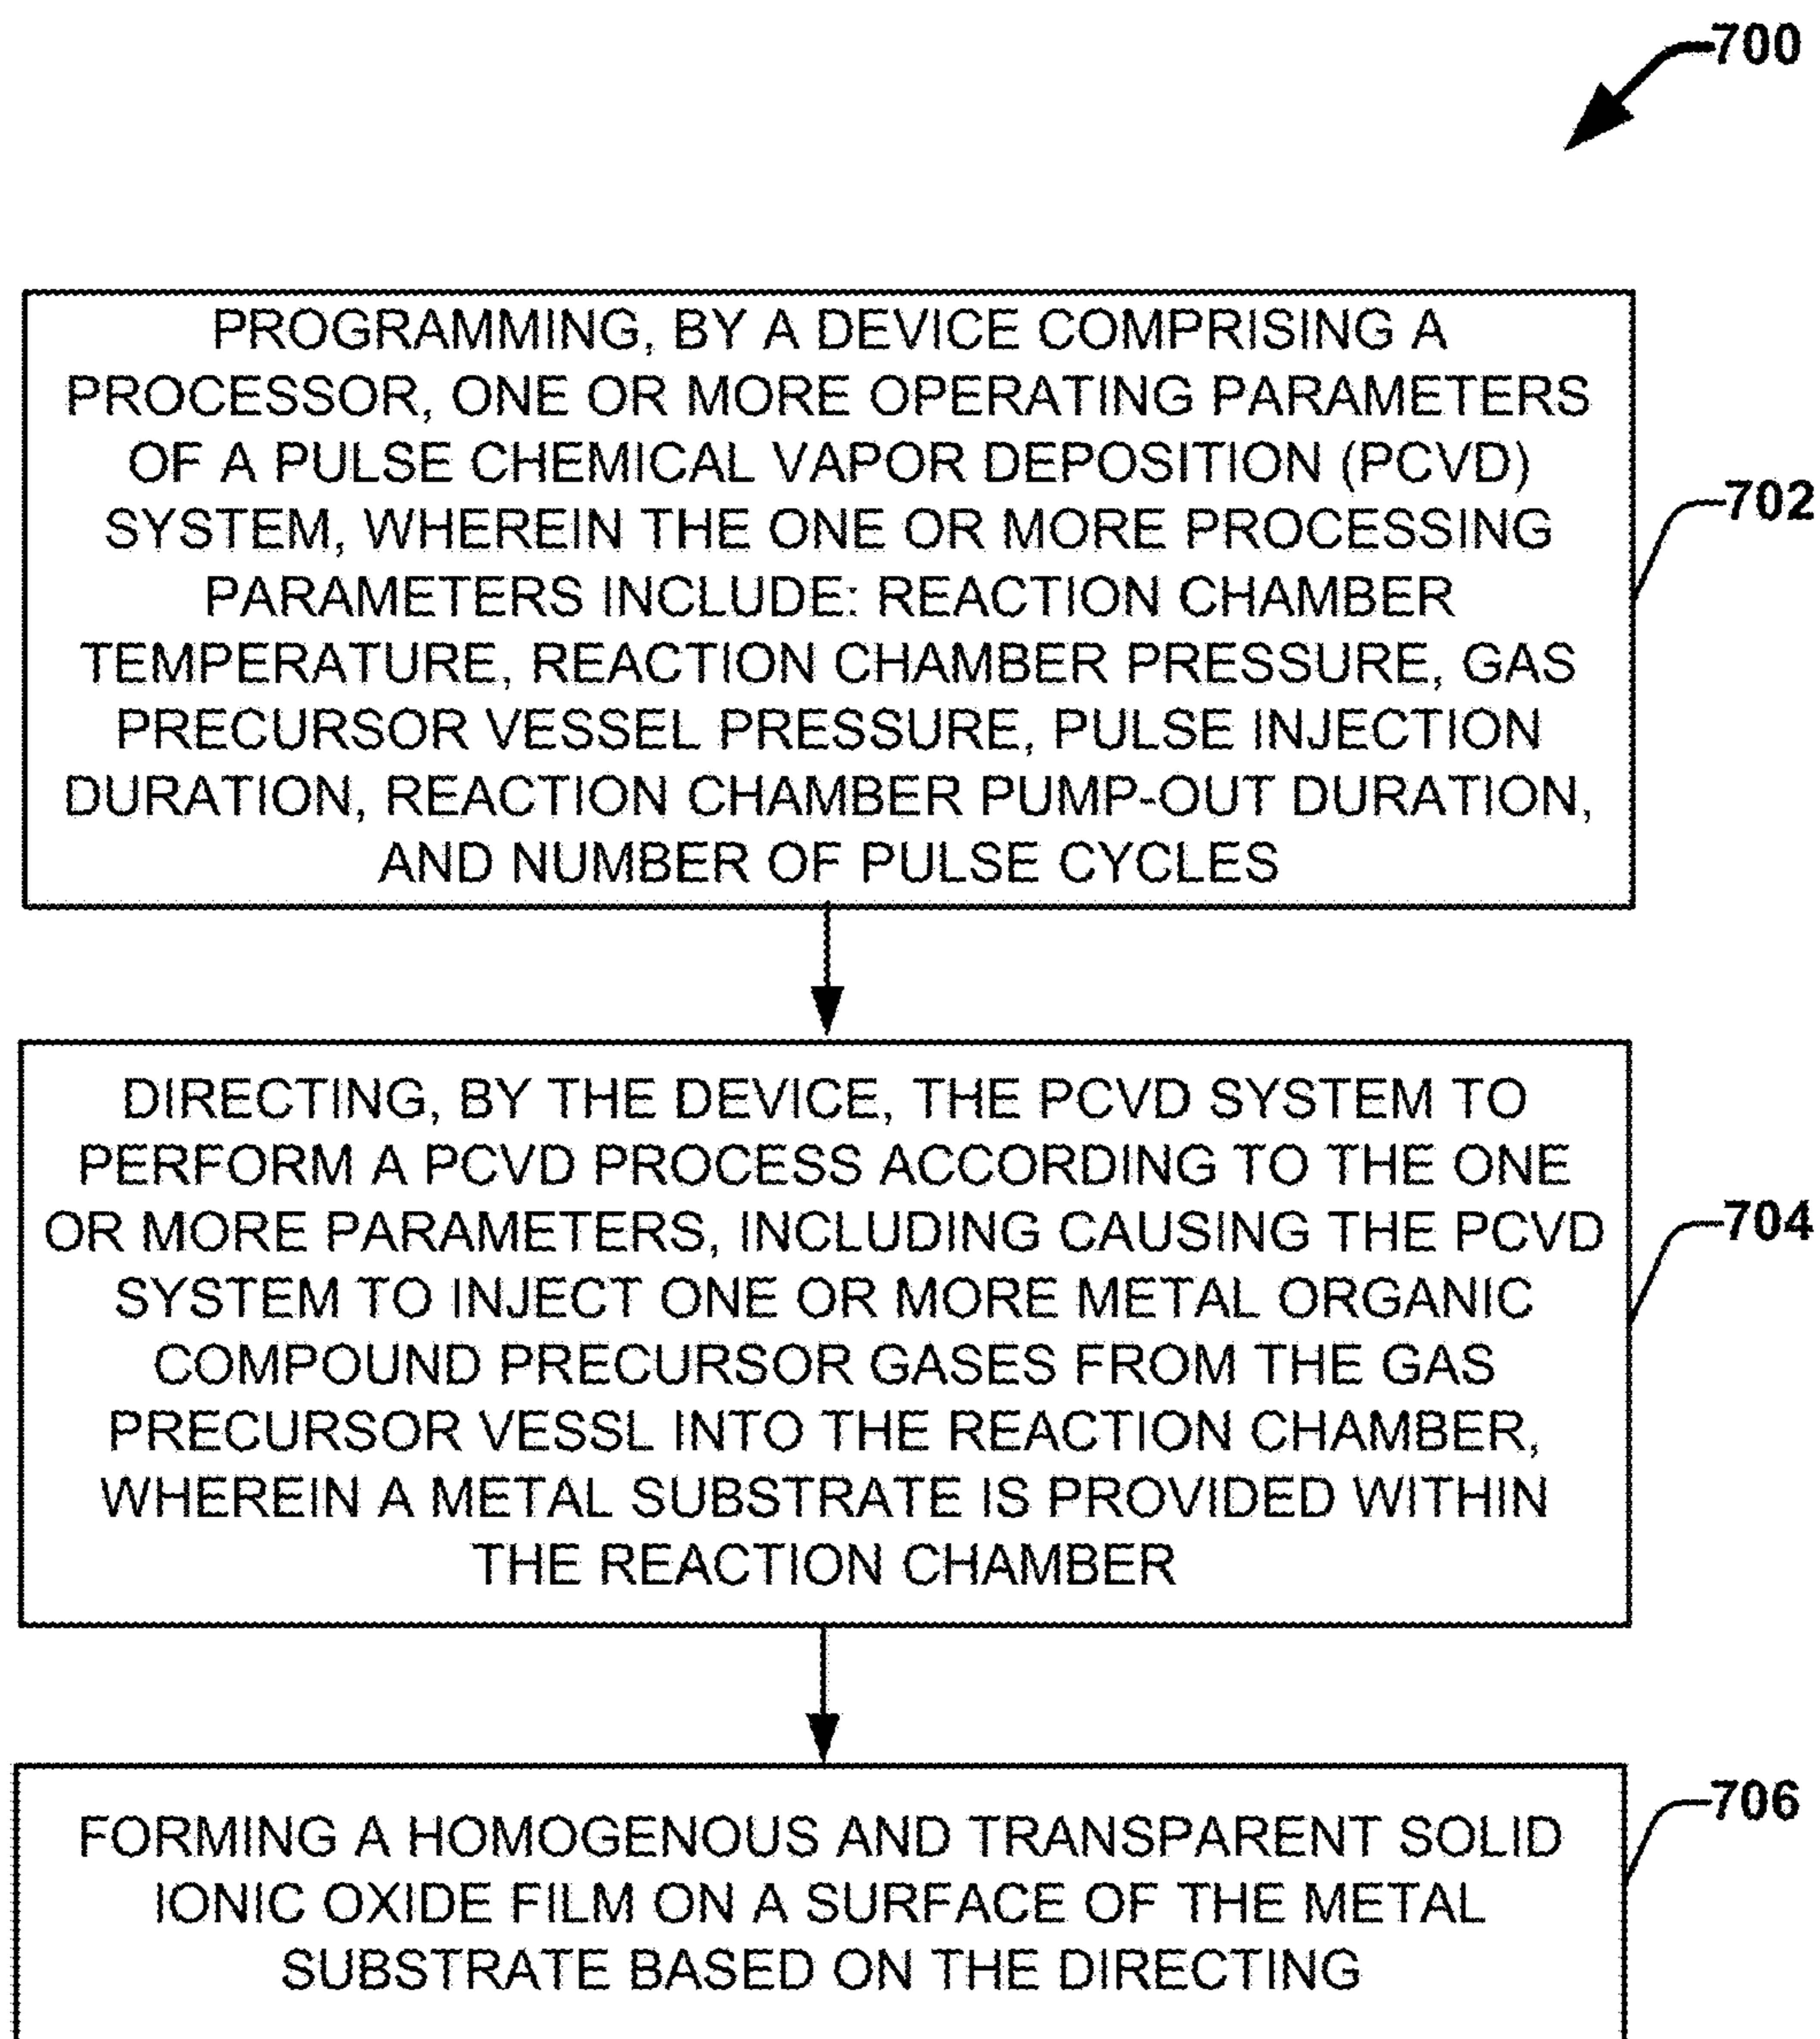 700
PROGRAMMING, BY A DEVICE COMPRISING A
PROCESSOR, ONE OR MORE OPERATING PARAMETERS
OF A PULSE CHEMICAL VAPOR DEPOSITION (PCVD)
SYSTEM, WHEREIN THE ONE OR MORE PROCESSING
PARAMETERS INCLUDE: REACTION CHAMBER
TEMPERATURE, REACTION CHAMBER PRESSURE, GAS
PRECURSOR VESSEL PRESSURE, PULSE INJECTION
DURATION, REACTION CHAMBER PUMP-OUT DURATION,
AND NUMBER OF PULSE CYCLES
702
DIRECTING, BY THE DEVICE, THE PCVD SYSTEM TO
PERFORM A PCVD PROCESS ACCORDING TO THE ONE
OR MORE PARAMETERS, INCLUDING CAUSING THE PCVD
SYSTEM TO INJECT ONE OR MORE METAL ORGANIC
COMPOUND PRECURSOR GASES FROM THE GAS
PRECURSOR VESSL INTO THE REACTION CHAMBER,
WHEREIN A METAL SUBSTRATE IS PROVIDED WITHIN
THE REACTION CHAMBER
704
FORMING A HOMOGENOUS AND TRANSPARENT SOLID
IONIC OXIDE FILM ON A SURFACE OF THE METAL
SUBSTRATE BASED ON THE DIRECTING
706